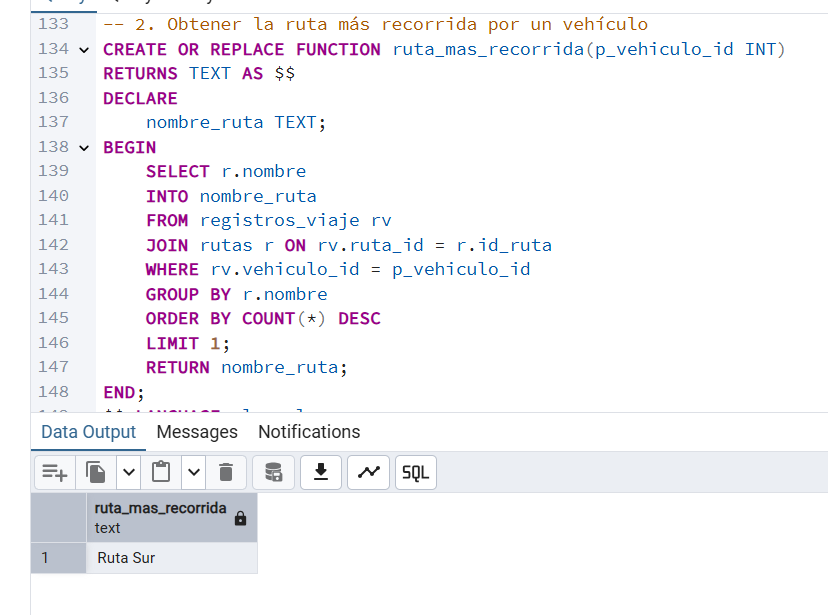 133 -- 2. Obtener la ruta más recorrida por un vehículo
134 CREATE OR REPLACE FUNCTION ruta_mas_recorrida(p_vehiculo_id INT)
135 RETURNS TEXT AS $$
136 DECLARE
137 nombre_ruta TEXT;
138 BEGIN
139 SELECT r.nombre
140 INTO nombre_ruta
141 FROM registros_viaje rv
142 JOIN rutas r ON rv.ruta_id = r.id_ruta
143 WHERE rv.vehiculo_id = p_vehiculo_id
144 GROUP BY r.nombre
145 ORDER BY COUNT(*) DESC
146 LIMIT 1;
147 RETURN nombre_ruta;
148 END;
Data Output Messages Notifications
SQL
ruta_mas_recorrida
text
1 Ruta Sur